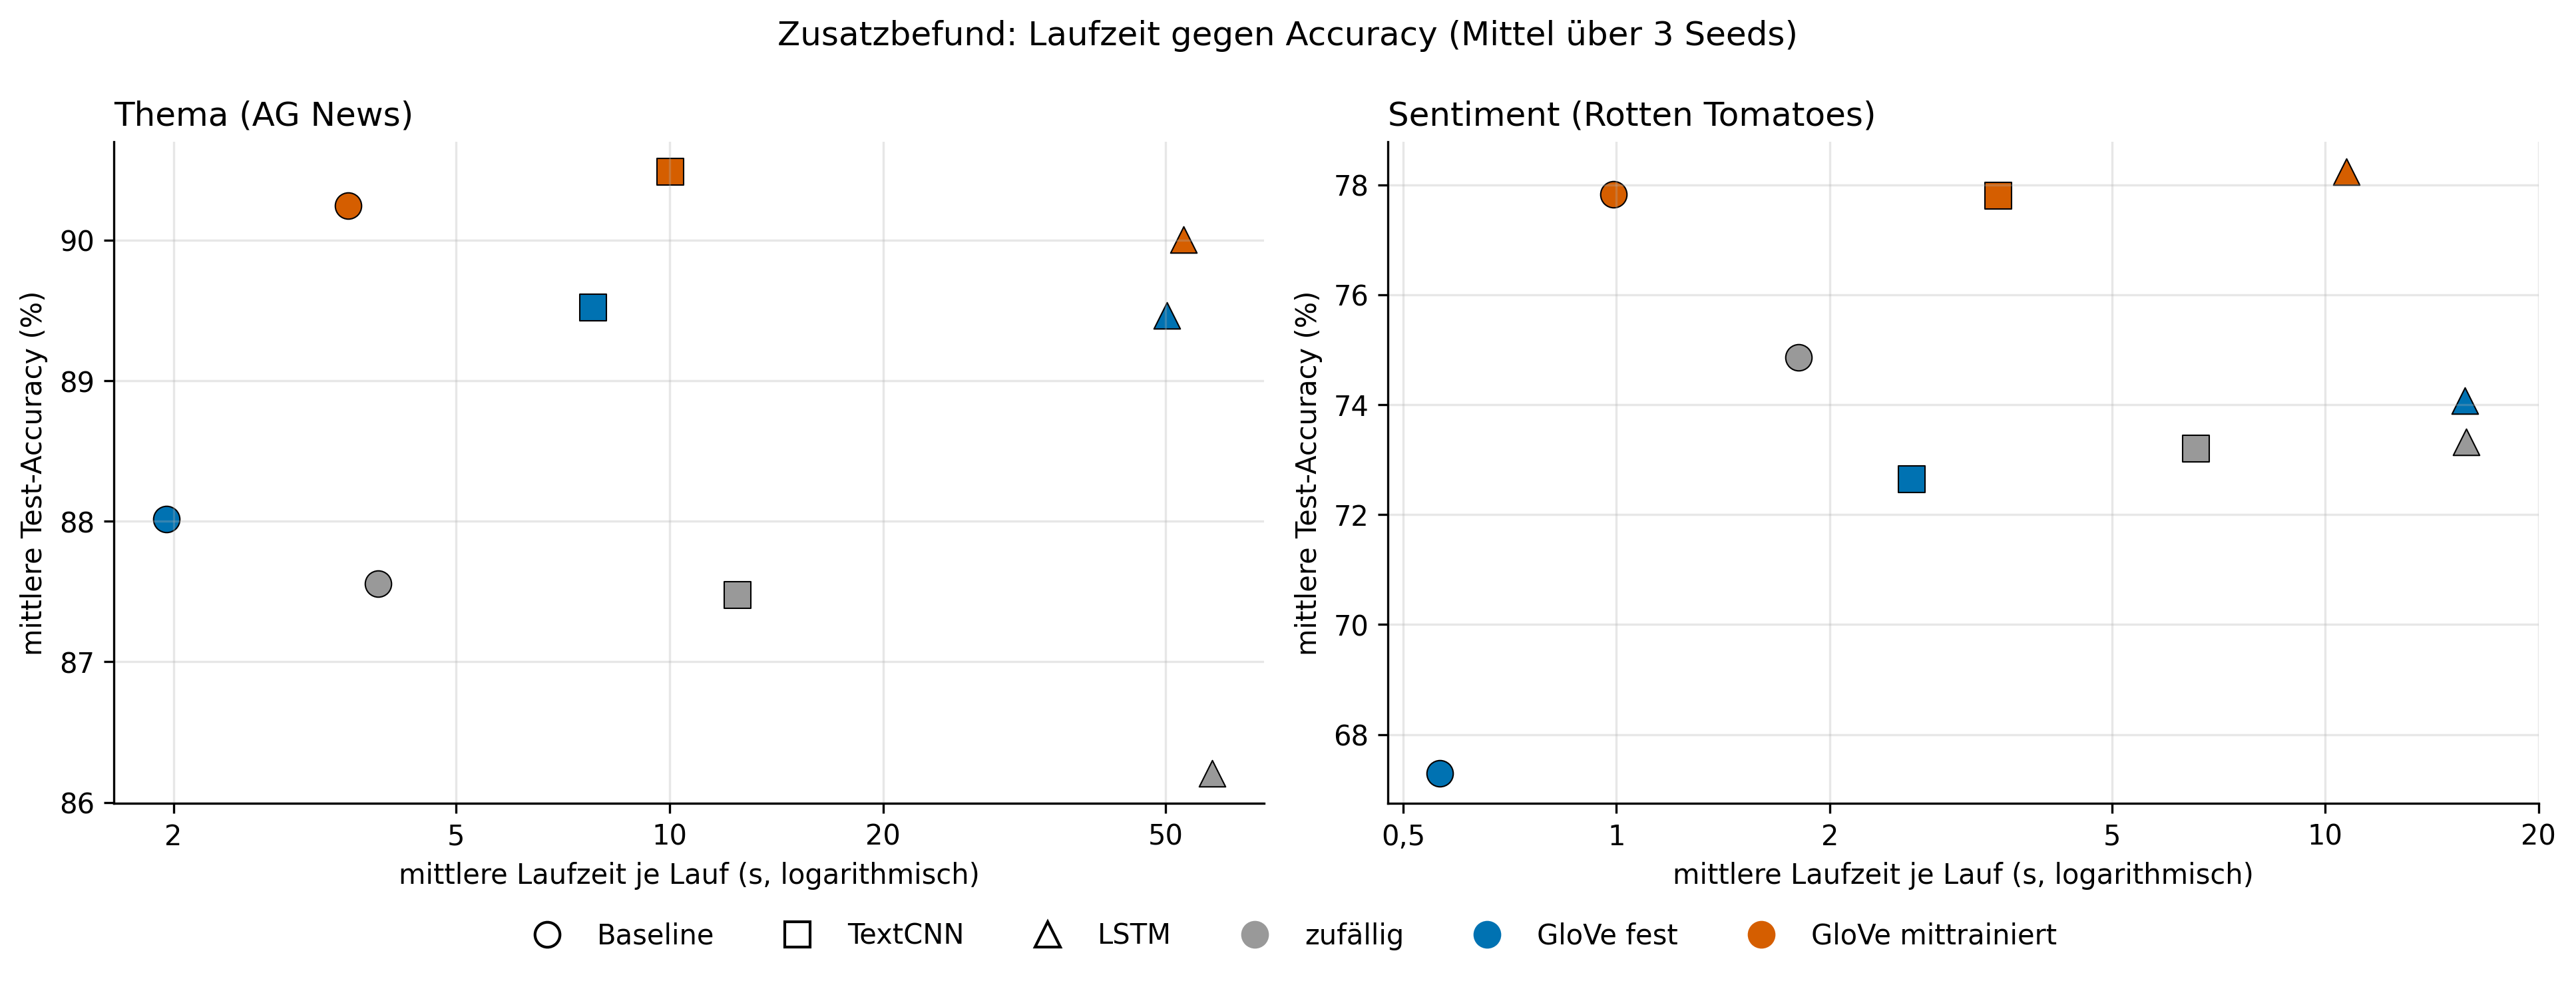 Zusatzbefund: Laufzeit gegen Accuracy (Mittel über 3 Seeds)
Thema (AG News)
mittlere Test-Accuracy (%)
90
89
88
87
86
2 5 10 20 50
mittlere Laufzeit je Lauf (s, logarithmisch)
Sentiment (Rotten Tomatoes)
mittlere Test-Accuracy (%)
78
76
74
72
70
68
0,5 1 2 5 10 20
mittlere Laufzeit je Lauf (s, logarithmisch)
Baseline TextCNN LSTM zufällig GloVe fest GloVe mittrainiert